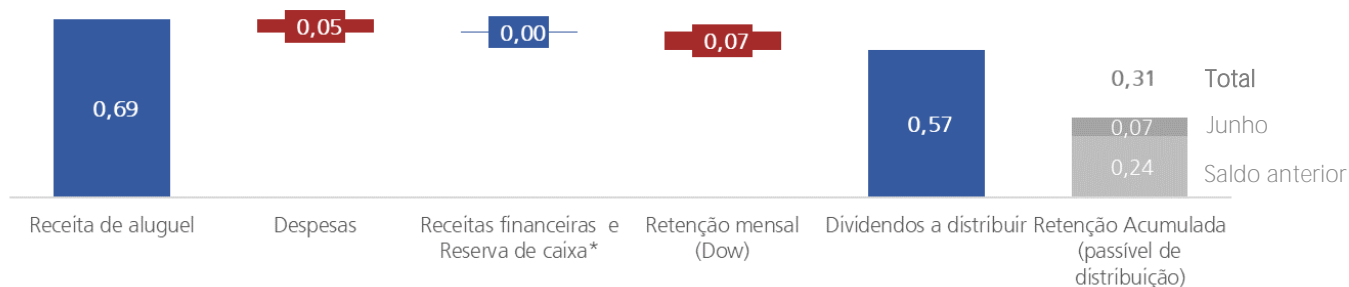 0,69
0,05
0,00
0,07
0,57
0,31 Total
0,07 Junho
0,24 Saldo anterior
Receita de aluguel
Despesas
Receitas financeiras e
Reserva de caixa*
Retenção mensal
(Dow)
Dividendos a distribuir
Retenção Acumulada
(passível de
distribuição)